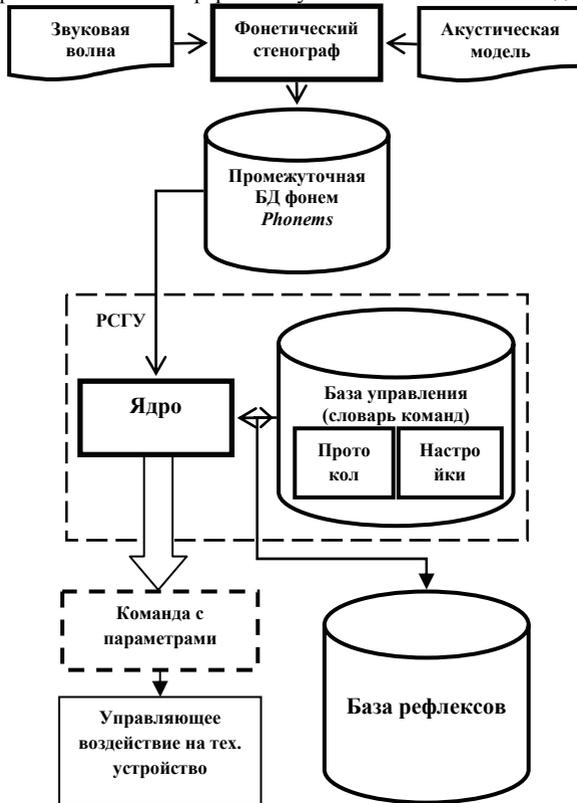 Звуковая
волна
Фонетический
стенограф
Акустическая
модель
Промежуточная
БД фонем
Phonems
РСГУ
Ядро
База управления
(словарь команд)
Прото
кол
Настро
йки
Команда с
параметрами
База рефлексов
Управляющее
воздействие на тех.
устройство